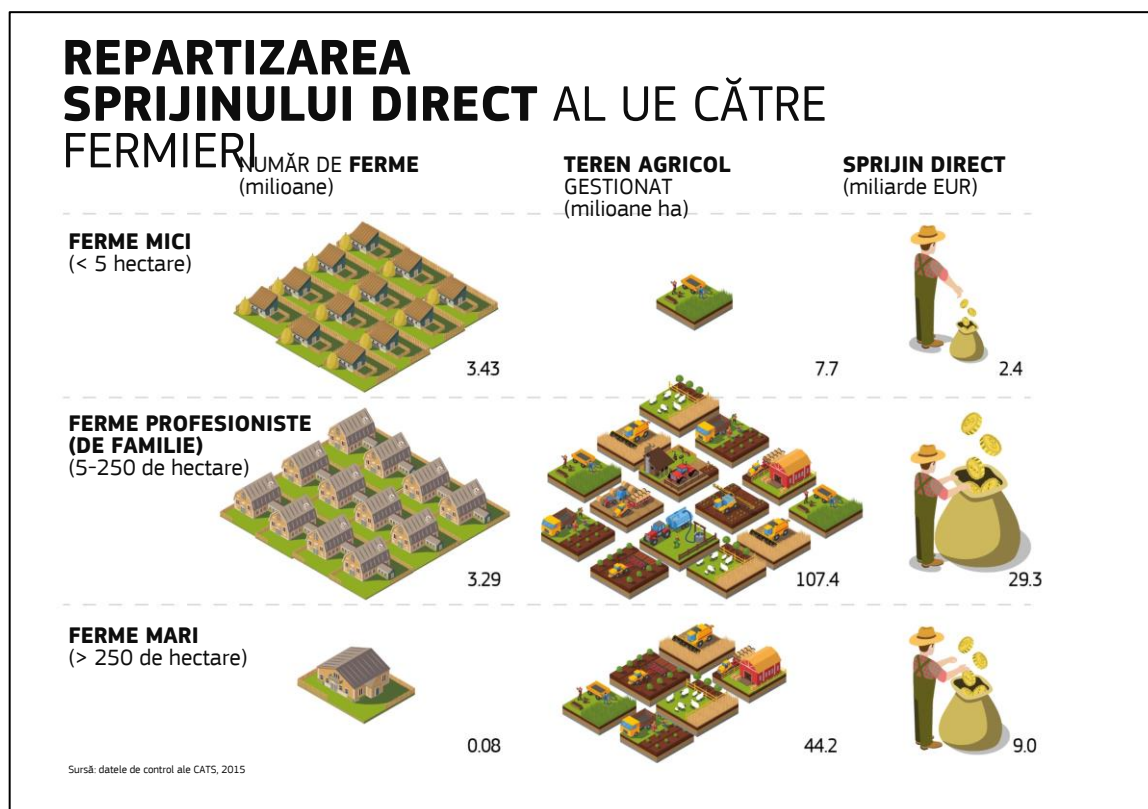 REPARTIZAREA
SPRIJINULUI DIRECT AL UE CĂTRE
FERMIERI
NUMĂR DE FERME
(milioane)
TEREN AGRICOL
GESTIONAT
(milioane ha)
SPRIJIN DIRECT
(miliarde EUR)
FERME MICI
(< 5 hectare)
3.43
7.7
2.4
FERME PROFESIONISTE
(DE FAMILIE)
(5-250 de hectare)
3.29
107.4
29.3
FERME MARI
(> 250 de hectare)
0.08
44.2
9.0
Sursă: datele de control ale CATS, 2015